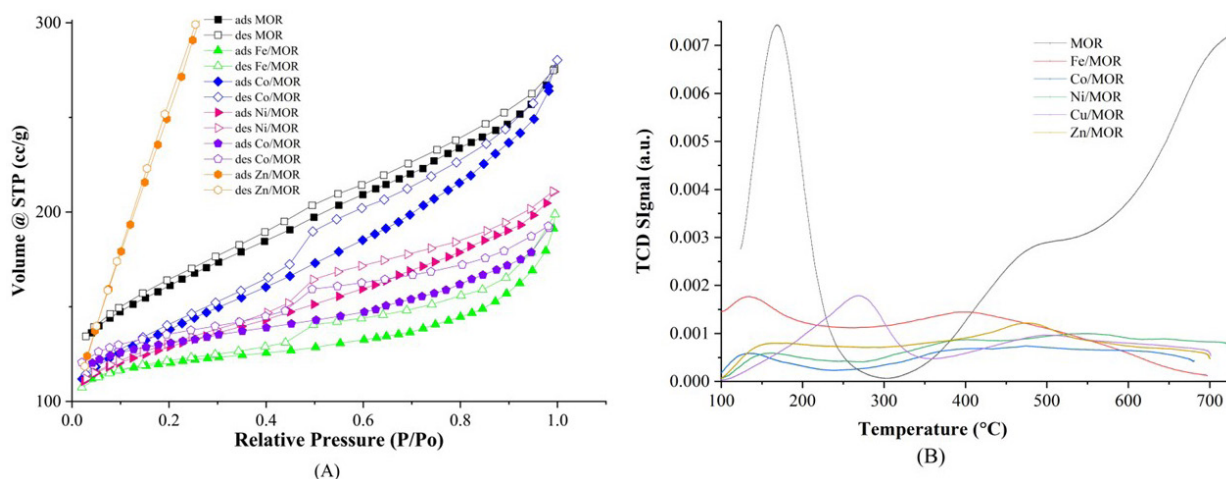 300
200
100
Volume @ STP (cc/g)
ads MOR
des MOR
ads Fe/MOR
des Fe/MOR
ads Co/MOR
des Co/MOR
ads Ni/MOR
des Ni/MOR
ads Co/MOR
des Co/MOR
ads Zn/MOR
des Zn/MOR
0.0 0.2 0.4 0.6 0.8 1.0
Relative Pressure (P/Po)
(A)
0.007
0.006
0.005
0.004
0.003
0.002
0.001
0.000
TCD SIgnal (a.u.)
MOR
Fe/MOR
Co/MOR
Ni/MOR
Cu/MOR
Zn/MOR
100 200 300 400 500 600 700
Temperature (°C)
(B)